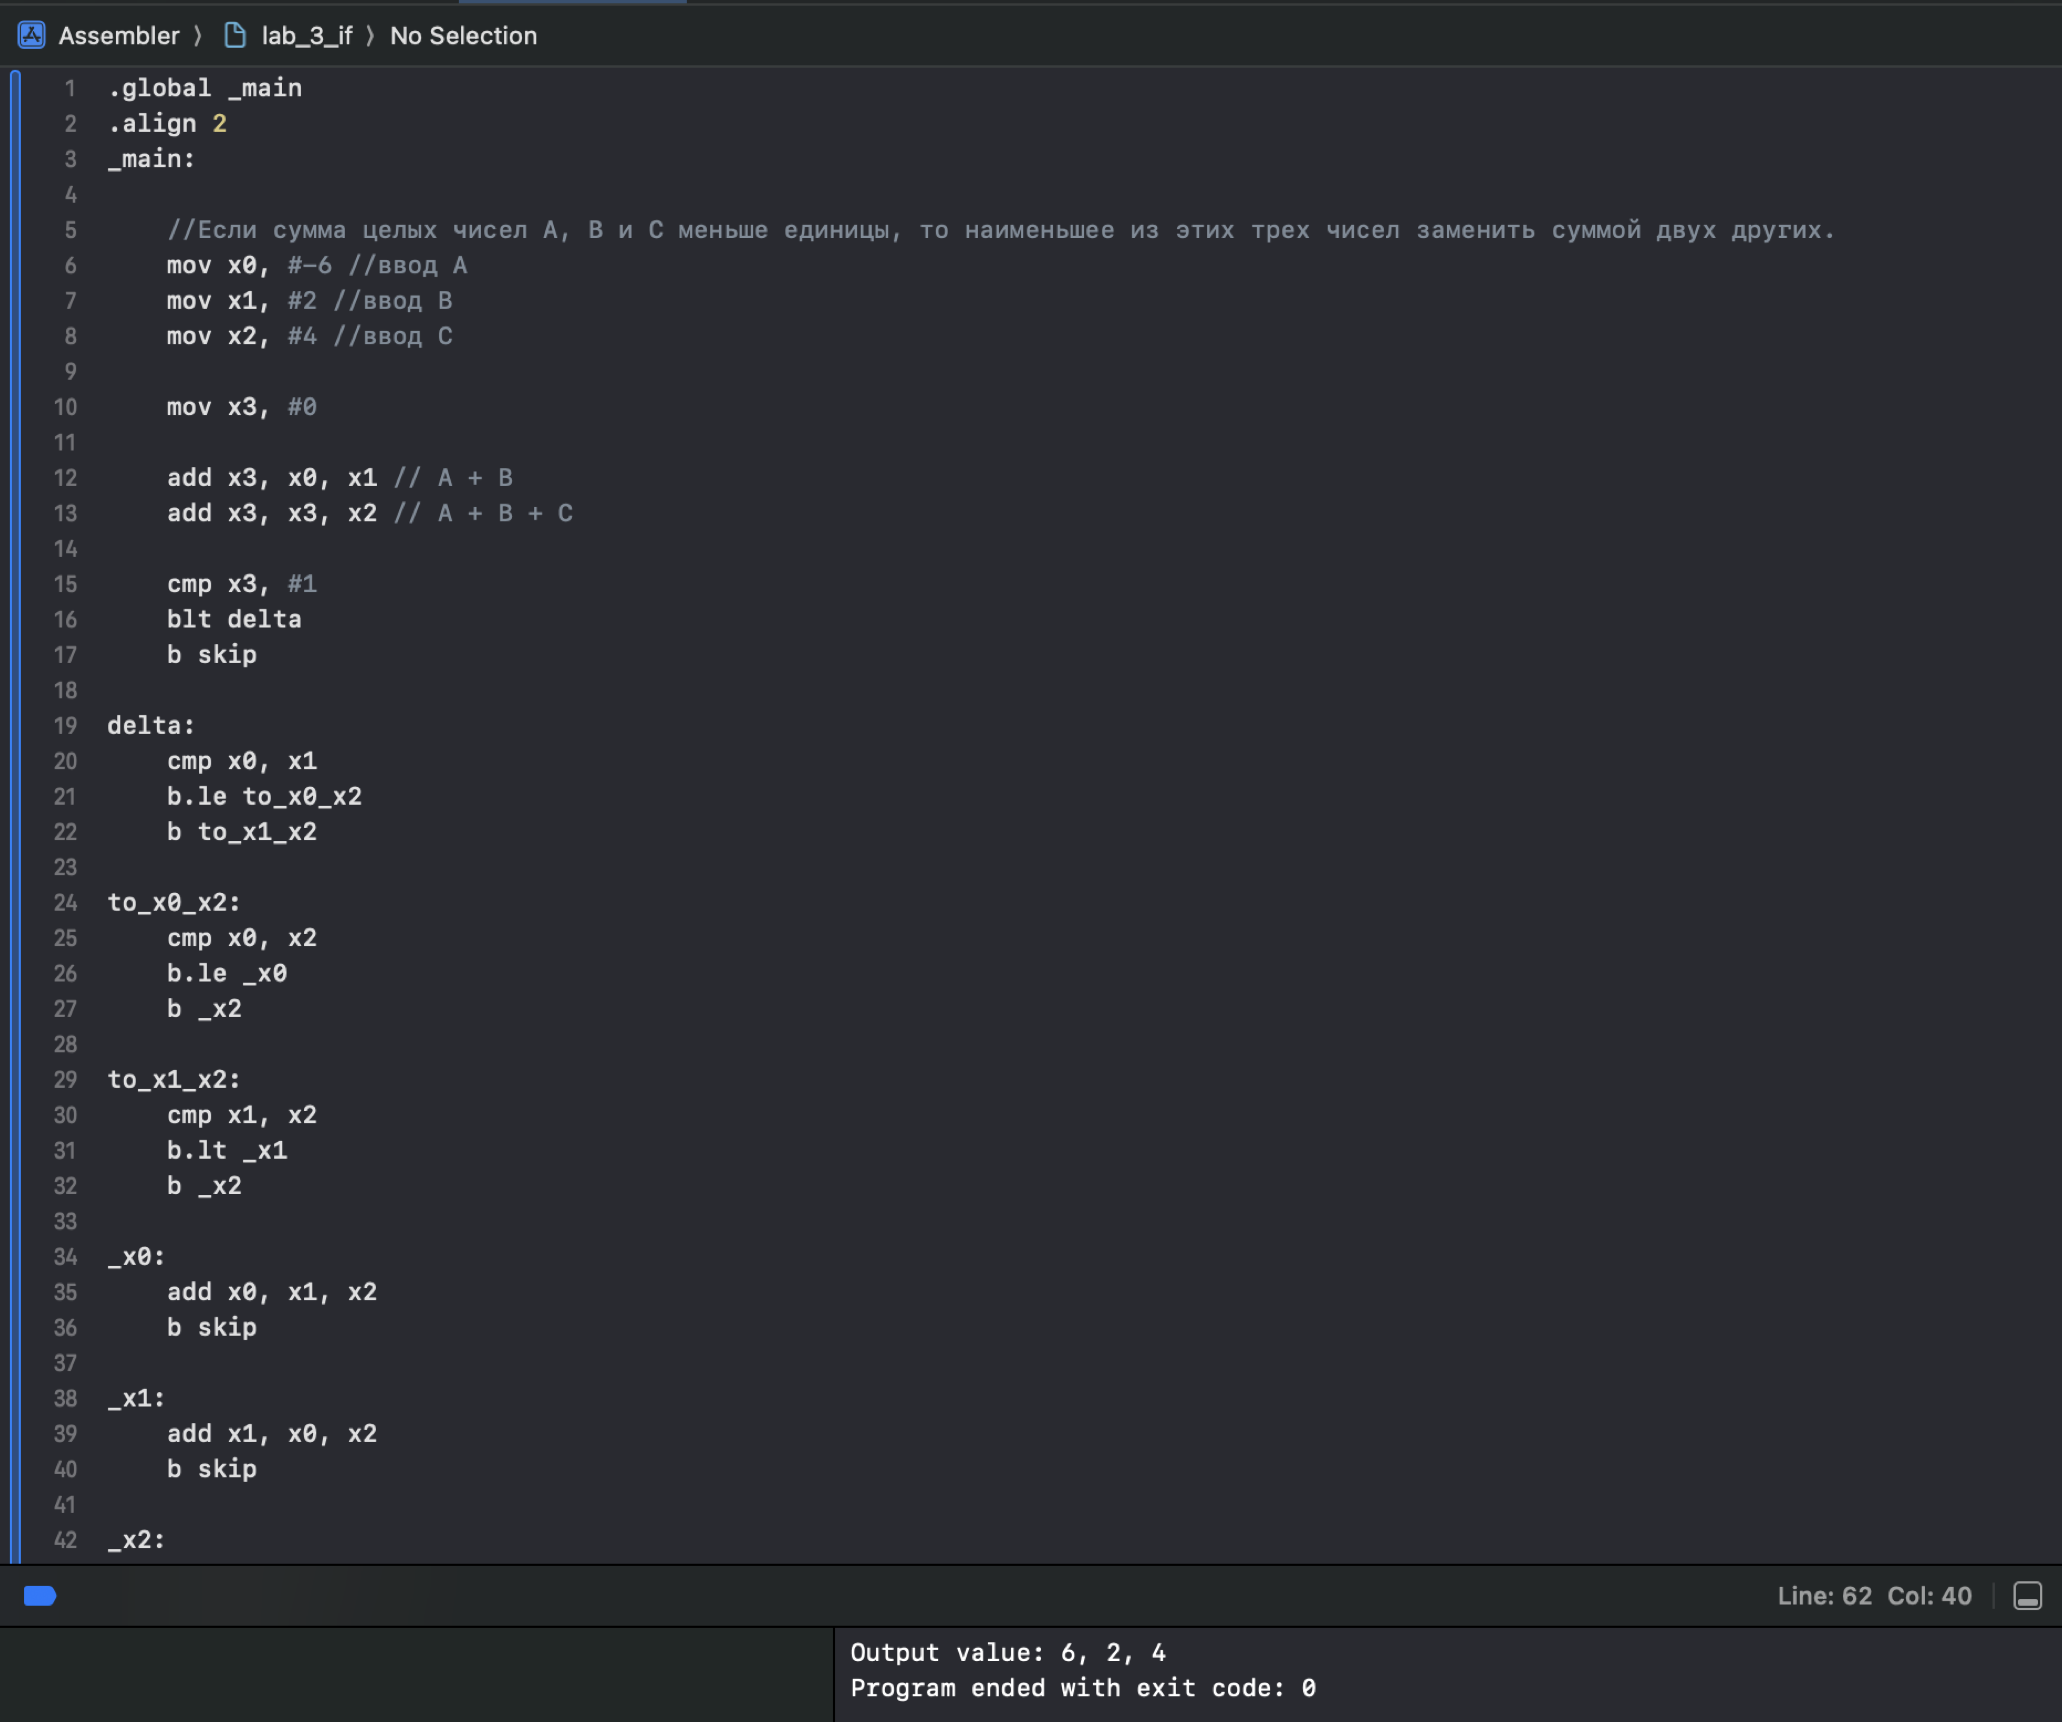 Assembler 〉 lab_3_if 〉 No Selection
1 .global _main
2 .align 2
3 _main:
4
5 //Если сумма целых чисел A, B и C меньше единицы, то наименьшее из этих трех чисел заменить суммой двух других.
6 mov x0, #-6 //ввод A
7 mov x1, #2 //ввод B
8 mov x2, #4 //ввод C
9
10 mov x3, #0
11
12 add x3, x0, x1 // A + B
13 add x3, x3, x2 // A + B + C
14
15 cmp x3, #1
16 blt delta
17 b skip
18
19 delta:
20 cmp x0, x1
21 b.le to_x0_x2
22 b to_x1_x2
23
24 to_x0_x2:
25 cmp x0, x2
26 b.le _x0
27 b _x2
28
29 to_x1_x2:
30 cmp x1, x2
31 b.lt _x1
32 b _x2
33
34 _x0:
35 add x0, x1, x2
36 b skip
37
38 _x1:
39 add x1, x0, x2
40 b skip
41
42 _x2:
Line: 62 Col: 40
Output value: 6, 2, 4
Program ended with exit code: 0